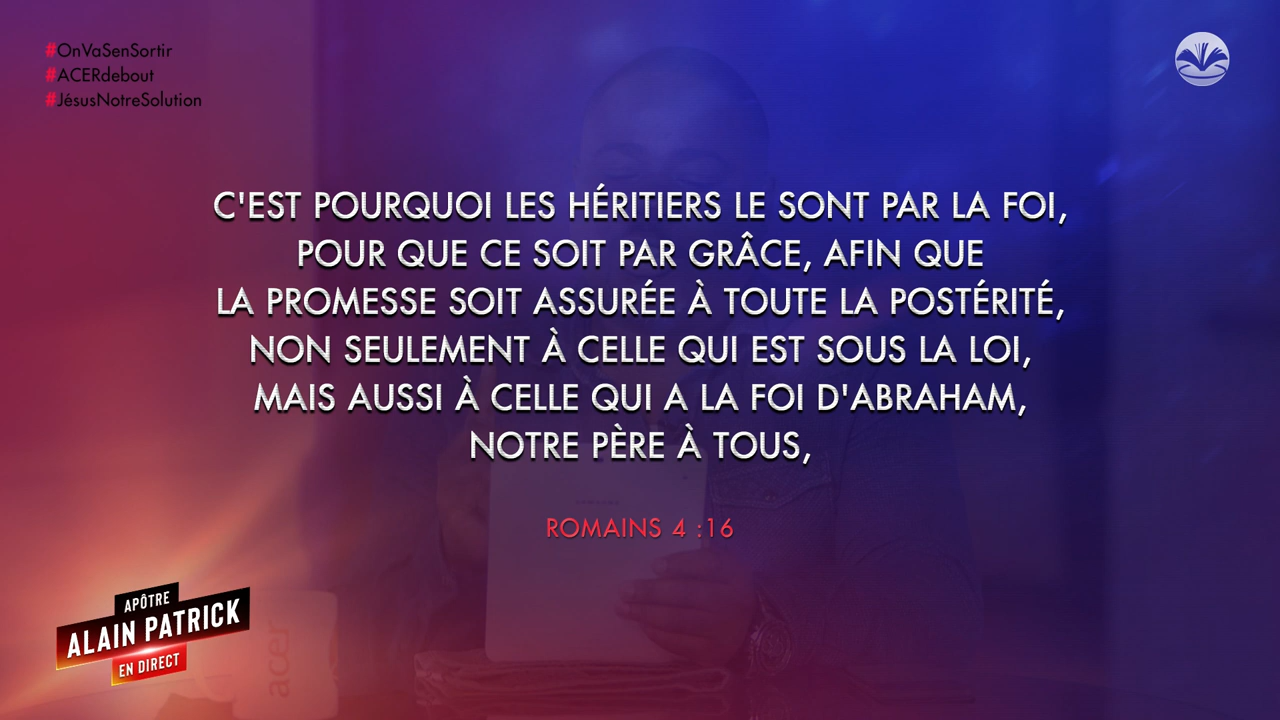 #OnVaSenSortir
#ACERdebout
#JésusNotreSolution
C'EST POURQUOI LES HÉRITIERS LE SONT PAR LA FOI,
POUR QUE CE SOIT PAR GRÂCE, AFIN QUE
LA PROMESSE SOIT ASSURÉE À TOUTE LA POSTÉRITÉ,
NON SEULEMENT À CELLE QUI EST SOUS LA LOI,
MAIS AUSSI À CELLE QUI A LA FOI D'ABRAHAM,
NOTRE PÈRE À TOUS,
ROMAINS 4 :16
APÔTRE
ALAIN PATRICK
EN DIRECT
acer